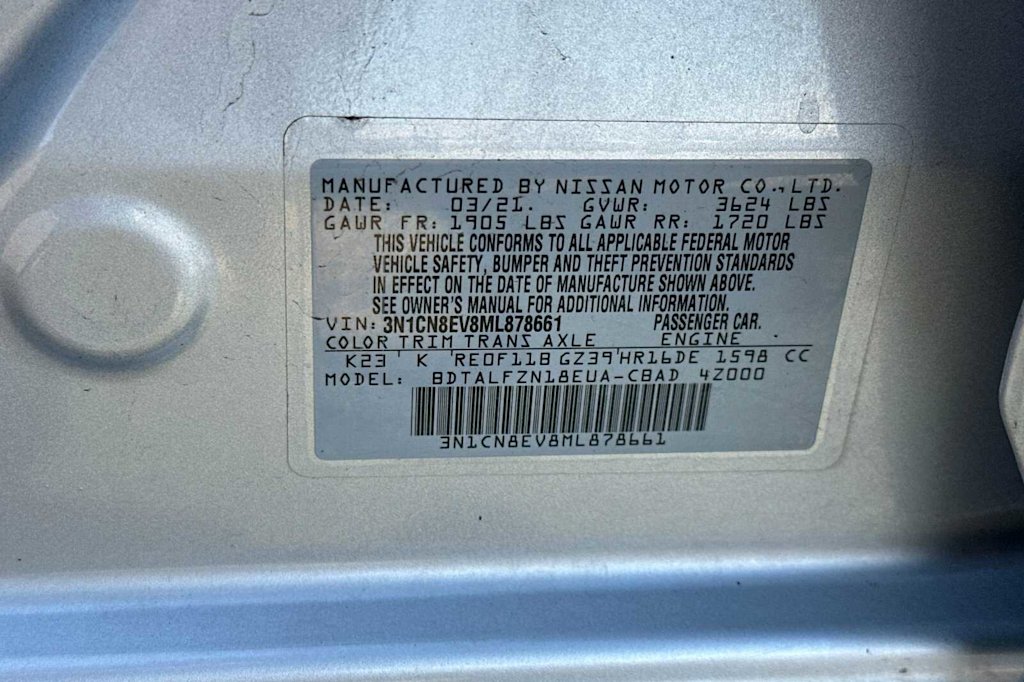 MANUFACTURED BY NISSAN MOTOR CO., LTD.
DATE: 03/21. GVWR: 3624 LBS
GAWR FR: 1905 LBS GAWR RR: 1720 LBS
THIS VEHICLE CONFORMS TO ALL APPLICABLE FEDERAL MOTOR
VEHICLE SAFETY, BUMPER AND THEFT PREVENTION STANDARDS
IN EFFECT ON THE DATE OF MANUFACTURE SHOWN ABOVE.
SEE OWNER'S MANUAL FOR ADDITIONAL INFORMATION.
VIN: 3N1CN8EV8ML878661 PASSENGER CAR.
COLOR TRIM TRANS AXLE ENGINE
K23 ' K 'RE0F11B GZ39'HR16DE 1598 CC
MODEL: BDTALFZN18EUA-CBAD 4Z000
3N1CN8EV8ML878661